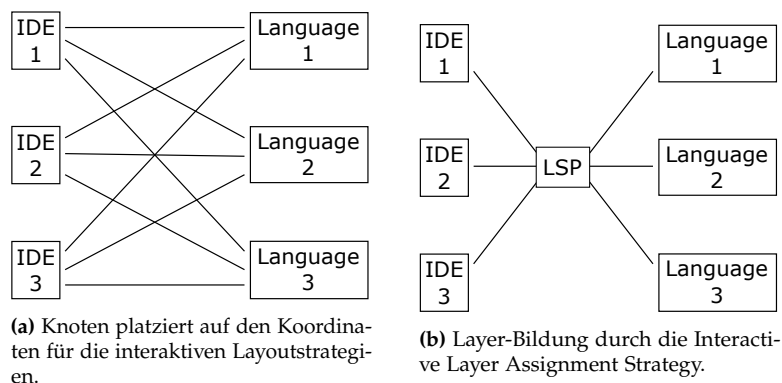 IDE
1
Language
1
IDE
2
Language
2
IDE
3
Language
3
(a) Knoten platziert auf den Koordina-
ten für die interaktiven Layoutstrategi-
en.
IDE
1
Language
1
IDE
2
LSP
Language
2
IDE
3
Language
3
(b) Layer-Bildung durch die Interacti-
ve Layer Assignment Strategy.